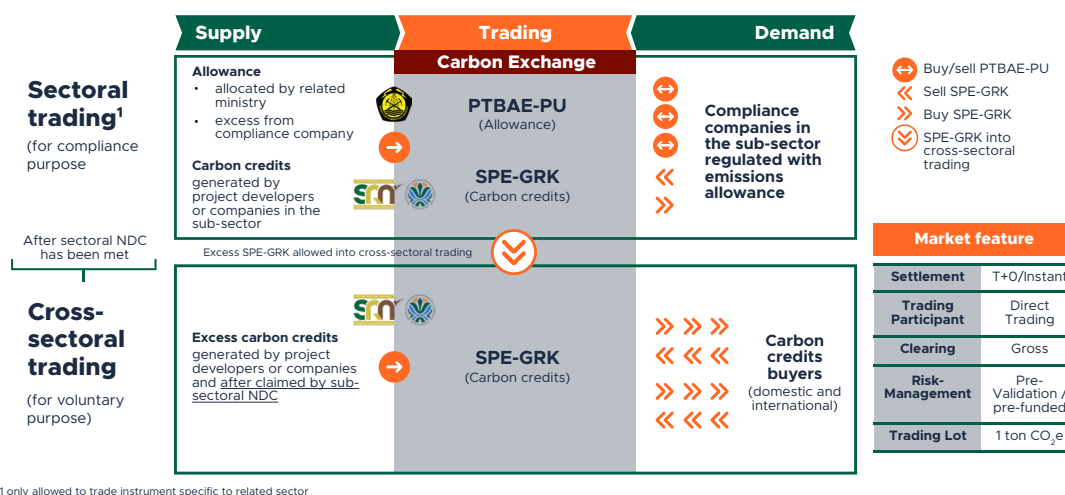 Supply
Trading
Demand
Carbon Exchange
Sectoral
trading1
(for compliance
purpose
Allowance
• allocated by related
ministry
• excess from
compliance company
Carbon credits
generated by
project developers
or companies in the
sub-sector
SRN
PTBAE-PU
(Allowance)
SPE-GRK
(Carbon credits)
Compliance
companies in
the sub-sector
regulated with
emissions
allowance
Buy/sell PTBAE-PU
Sell SPE-GRK
Buy SPE-GRK
SPE-GRK into
cross-sectoral
trading
After sectoral NDC
has been met
Excess SPE-GRK allowed into cross-sectoral trading
Cross-
sectoral
trading
(for voluntary
purpose)
SRN
Excess carbon credits
generated by project
developers or companies
and after claimed by sub-
sectoral NDC
SPE-GRK
(Carbon credits)
Carbon
credits
buyers
(domestic and
international)
Market feature
Settlement T+0/Instant
Trading
Participant
Direct
Trading
Clearing Gross
Risk-
Management
Pre-
Validation /
pre-funded
Trading Lot 1 ton CO2e
1 only allowed to trade instrument specific to related sector